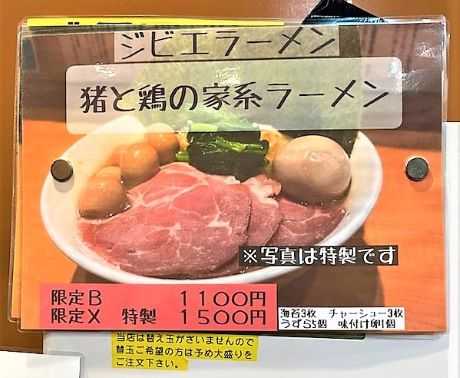 ジビエラーメン
猪と鶏の家系ラーメン
※写真は特製です
限定B 1100円
限定X 特製 1500円
海苔3枚 チャーシュー3枚
うずら5個 味付け卵1個
当店は替え玉がざいませんので
替玉ご希望の方は予め大盛りを
ご注文下さい。